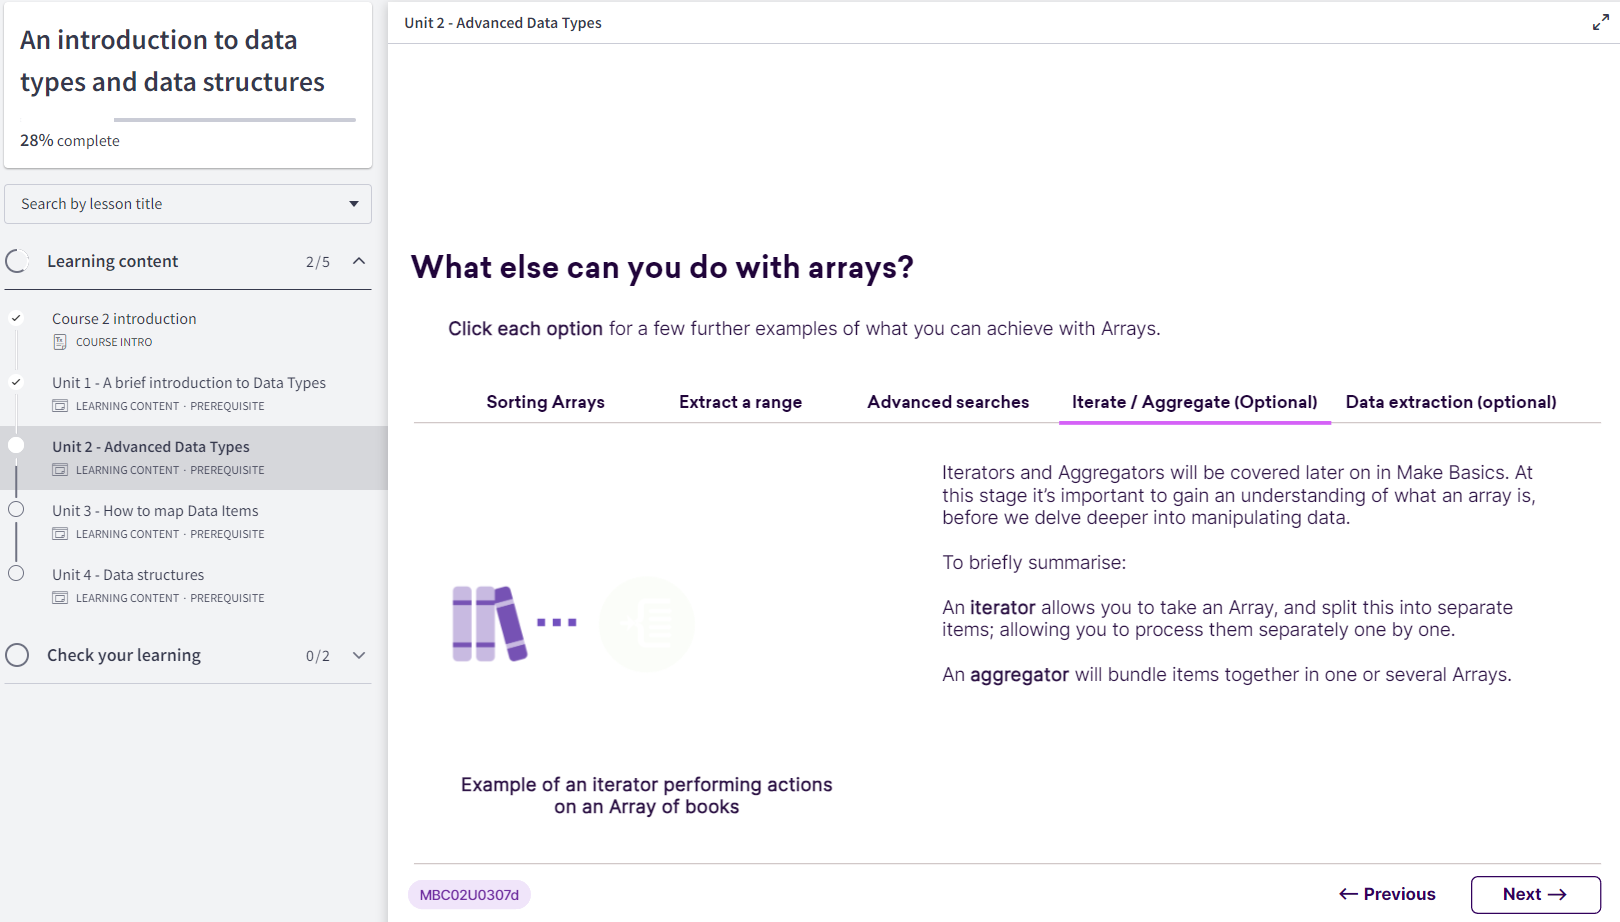 An introduction to data
types and data structures
28% complete
Search by lesson title
Learning content 2/5
Course 2 introduction
COURSE INTRO
Unit 1 - A brief introduction to Data Types
LEARNING CONTENT · PREREQUISITE
Unit 2 - Advanced Data Types
LEARNING CONTENT · PREREQUISITE
Unit 3 - How to map Data Items
LEARNING CONTENT · PREREQUISITE
Unit 4 - Data structures
LEARNING CONTENT · PREREQUISITE
Check your learning 0/2
Unit 2 - Advanced Data Types
What else can you do with arrays?
Click each option for a few further examples of what you can achieve with Arrays.
Sorting Arrays Extract a range Advanced searches Iterate / Aggregate (Optional) Data extraction (optional)
Iterators and Aggregators will be covered later on in Make Basics. At
this stage it's important to gain an understanding of what an array is,
before we delve deeper into manipulating data.
To briefly summarise:
An iterator allows you to take an Array, and split this into separate
items; allowing you to process them separately one by one.
An aggregator will bundle items together in one or several Arrays.
Example of an iterator performing actions
on an Array of books
MBC02U0307d
← Previous
Next →